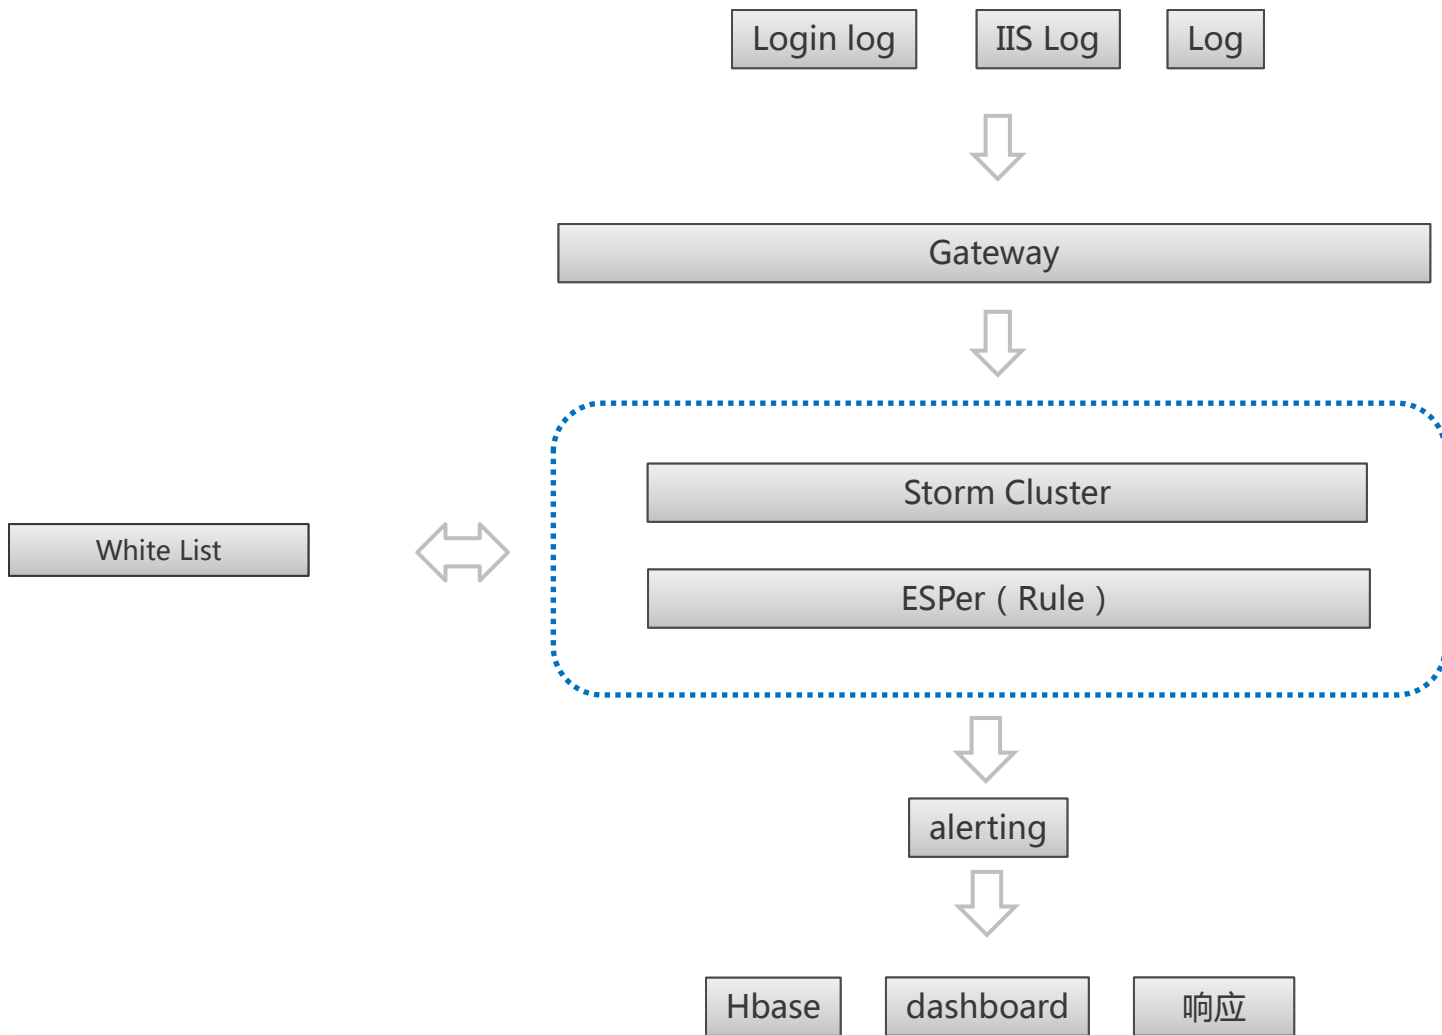 Login log
IIS Log
Log
Gateway
Storm Cluster
White List
ESPer（Rule）
alerting
Hbase
dashboard
响应